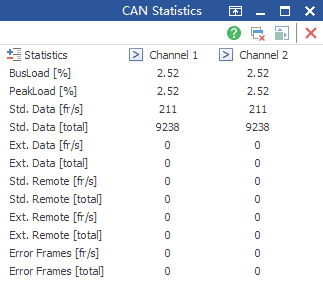 CAN Statistics
Statistics Channel 1 Channel 2
BusLoad [%] 2.52 2.52
PeakLoad [%] 2.52 2.52
Std. Data [fr/s] 211 211
Std. Data [total] 9238 9238
Ext. Data [fr/s] 0 0
Ext. Data [total] 0 0
Std. Remote [fr/s] 0 0
Std. Remote [total] 0 0
Ext. Remote [fr/s] 0 0
Ext. Remote [total] 0 0
Error Frames [fr/s] 0 0
Error Frames [total] 0 0